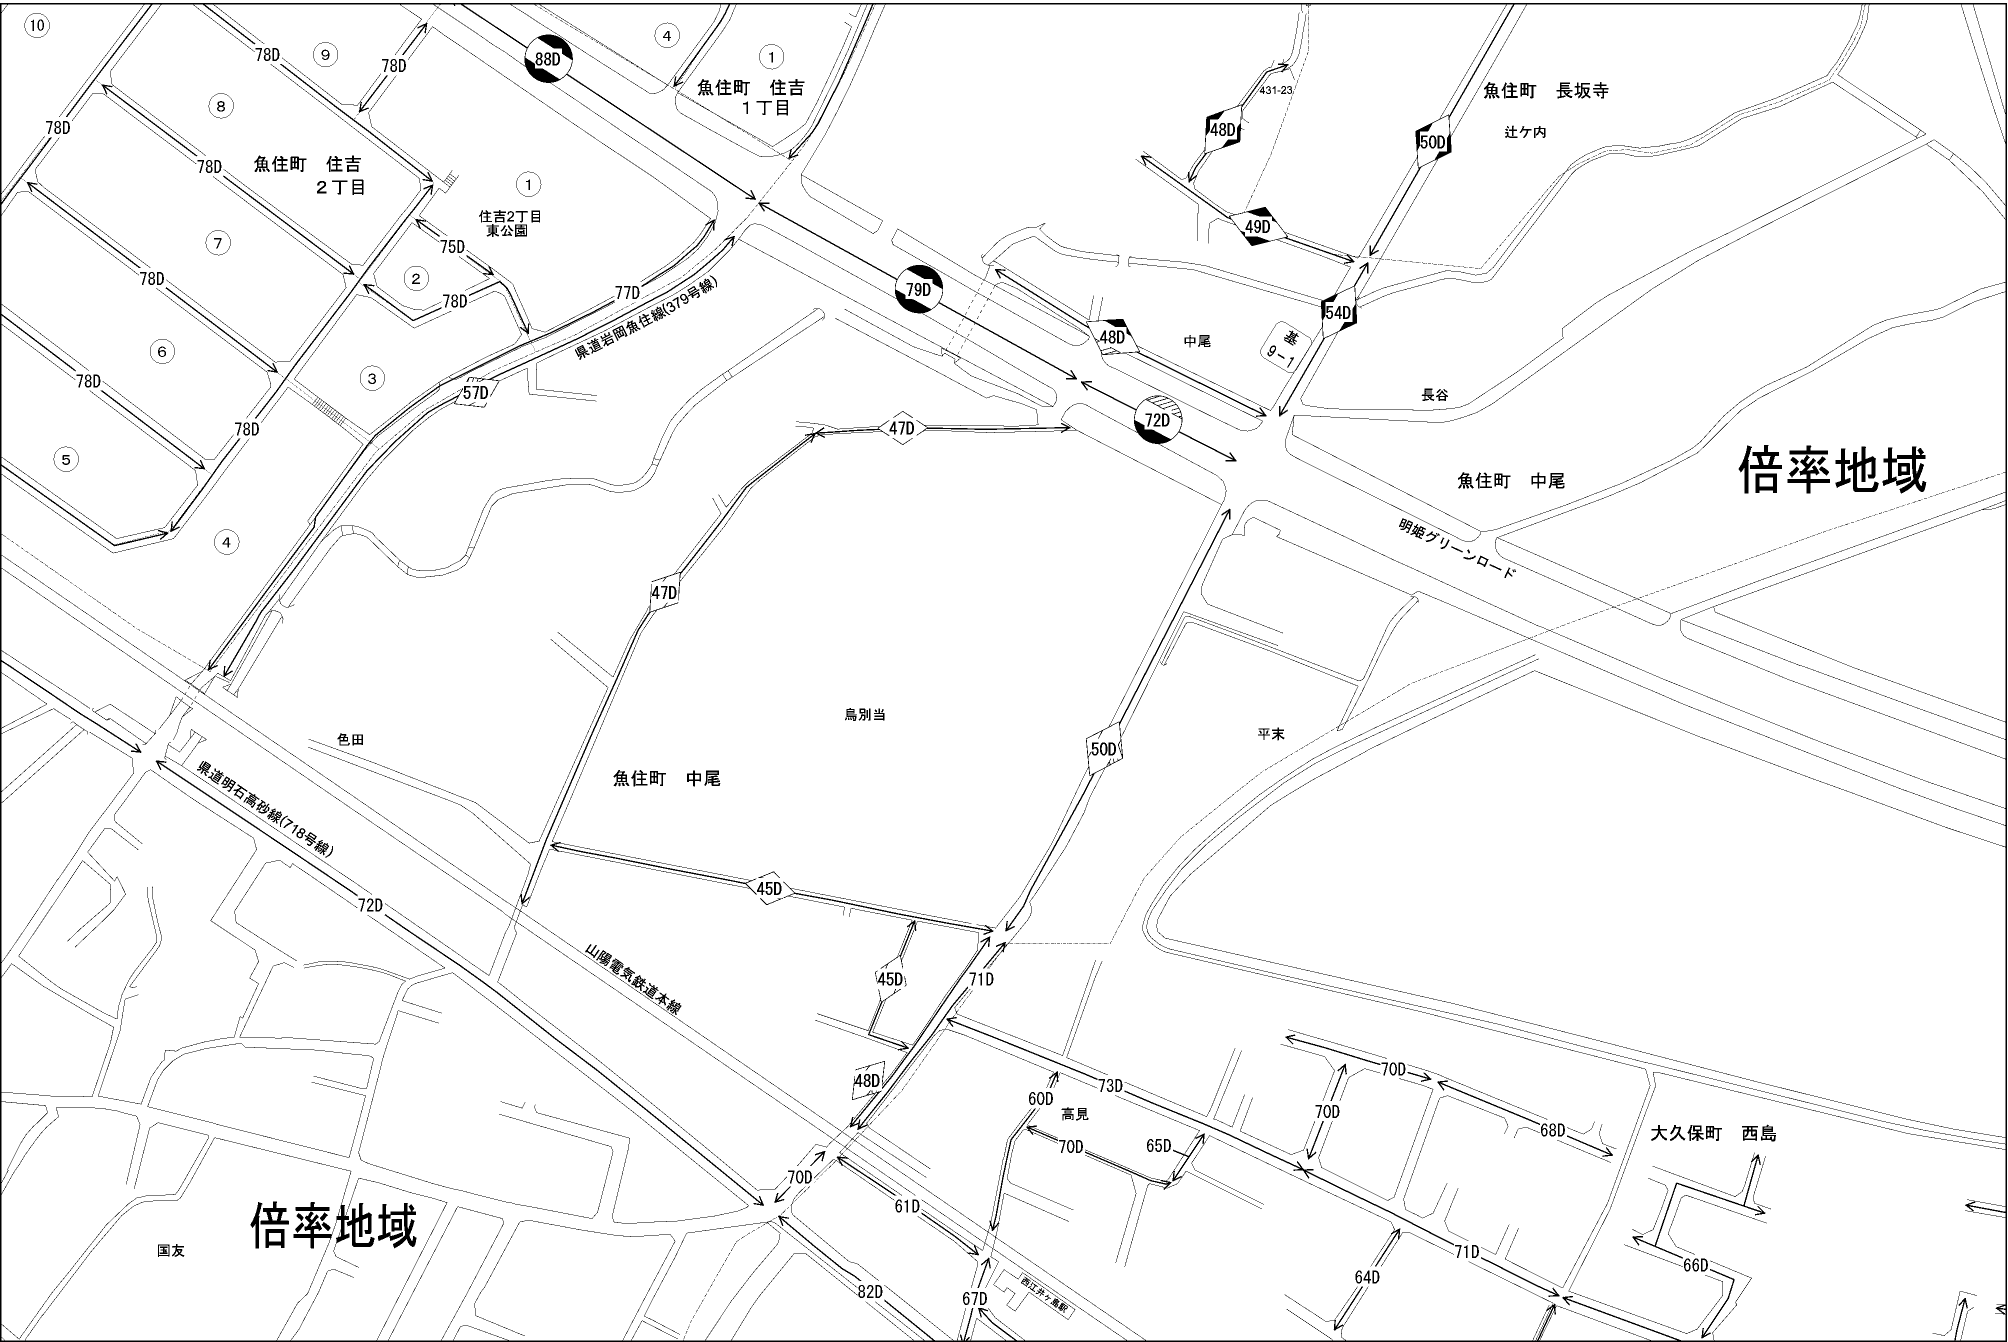 10
78D
9
78D
88D
4
1
魚住町　住吉
1丁目
8
78D
78D
魚住町　住吉
2丁目
1
住吉2丁目
東公園
431-23
48D
50D
魚住町　長坂寺
辻ケ内
49D
7
75D
2
78D
78D
77D
県道岩岡魚住線(379号線)
79D
48D
中尾
基
9-1
54D
6
78D
3
57D
78D
5
47D
72D
長谷
魚住町　中尾
倍率地域
明姫グリーンロード
4
47D
色田
鳥別当
魚住町　中尾
50D
平末
県道明石高砂線(718号線)
72D
45D
山陽電気鉄道本線
45D
71D
48D
73D
60D
高見
70D
65D
70D
70D
68D
大久保町　西島
70D
61D
倍率地域
国友
82D
67D
西江井ケ島駅
64D
71D
66D